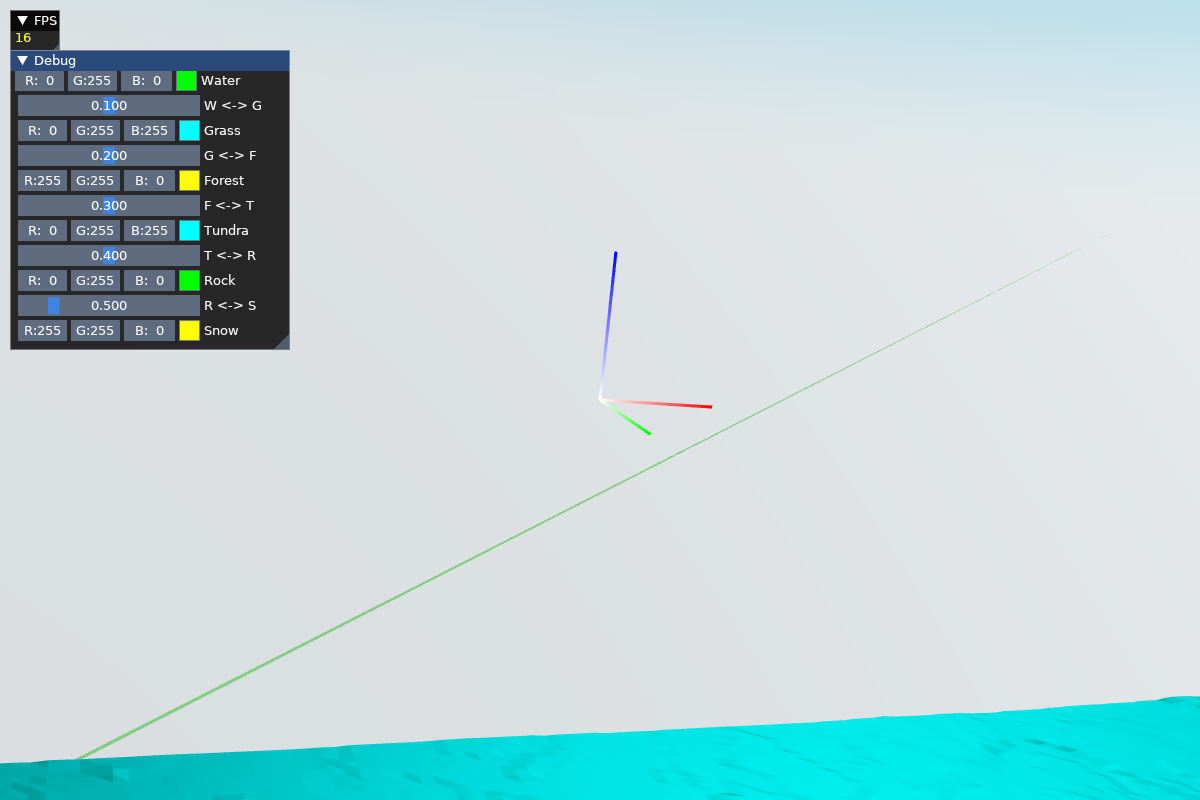 ▼ FPS
16
▼ Debug
R: 0 G:255 B: 0 Water
0.100 W <-> G
R: 0 G:255 B:255 Grass
0.200 G <-> F
R:255 G:255 B: 0 Forest
0.300 F <-> T
R: 0 G:255 B:255 Tundra
0.400 T <-> R
R: 0 G:255 B: 0 Rock
0.500 R <-> S
R:255 G:255 B: 0 Snow